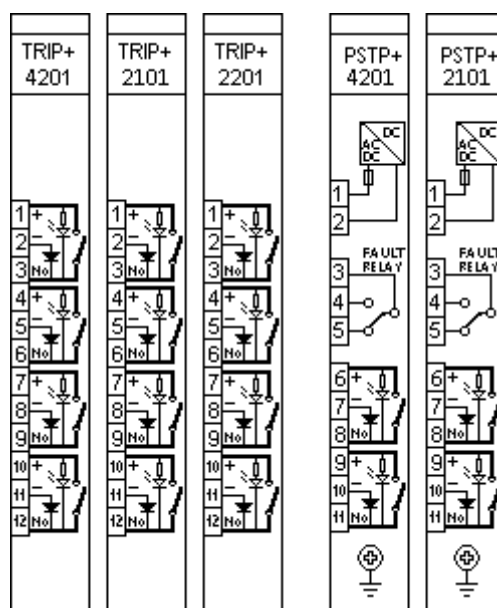 TRIP+
4201
TRIP+
2101
TRIP+
2201
PSTP+
4201
PSTP+
2101
1 +
2 -
3 No
4 +
5 -
6 No
7 +
8 -
9 No
10 +
11 -
12 No
1 +
2 -
3 No
4 +
5 -
6 No
7 +
8 -
9 No
10 +
11 -
12 No
1 +
2 -
3 No
4 +
5 -
6 No
7 +
8 -
9 No
10 +
11 -
12 No
DC
AC
DC
1
2
FAULT
RELAY
3
4
5
6 +
7 -
8 No
9 +
10 -
11 No
DC
AC
DC
1
2
FAULT
RELAY
3
4
5
6 +
7 -
8 No
9 +
10 -
11 No